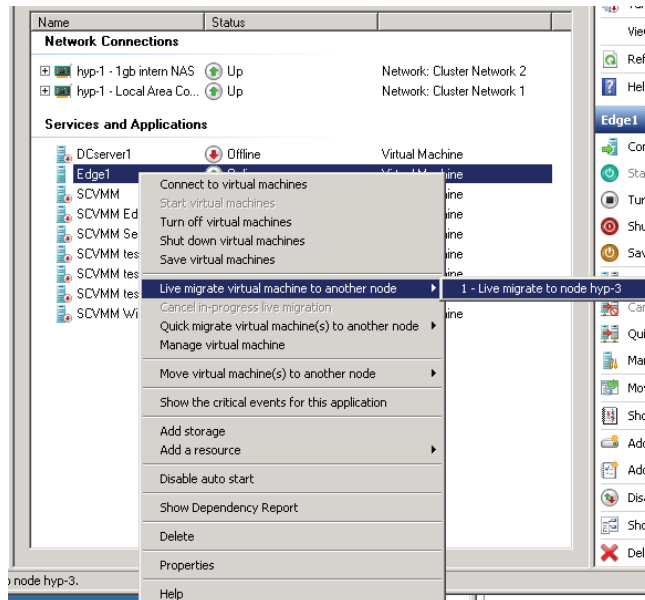 Name Status
Network Connections
hyp-1 - 1gb intern NAS Up Network: Cluster Network 2
hyp-1 - Local Area Co... Up Network: Cluster Network 1
Services and Applications
DCserver1 Offline Virtual Machine
Edge1
SCVMM
SCVMM Ed
SCVMM Se
SCVMM tes
SCVMM tes
SCVMM tes
SCVMM Wi
Connect to virtual machines
Start virtual machines
Turn off virtual machines
Shut down virtual machines
Save virtual machines
Live migrate virtual machine to another node
1 - Live migrate to node hyp-3
Cancel in-progress live migration
Quick migrate virtual machine(s) to another node
Manage virtual machine
Move virtual machine(s) to another node
Show the critical events for this application
Add storage
Add a resource
Disable auto start
Show Dependency Report
Delete
Properties
Help
Vie
Ref
Hel
Edge1
Cor
Sta
Tur
Shu
Sav
Car
Qui
Mar
Mo
Sho
Add
Add
Dis
Sho
Del
node hyp-3.